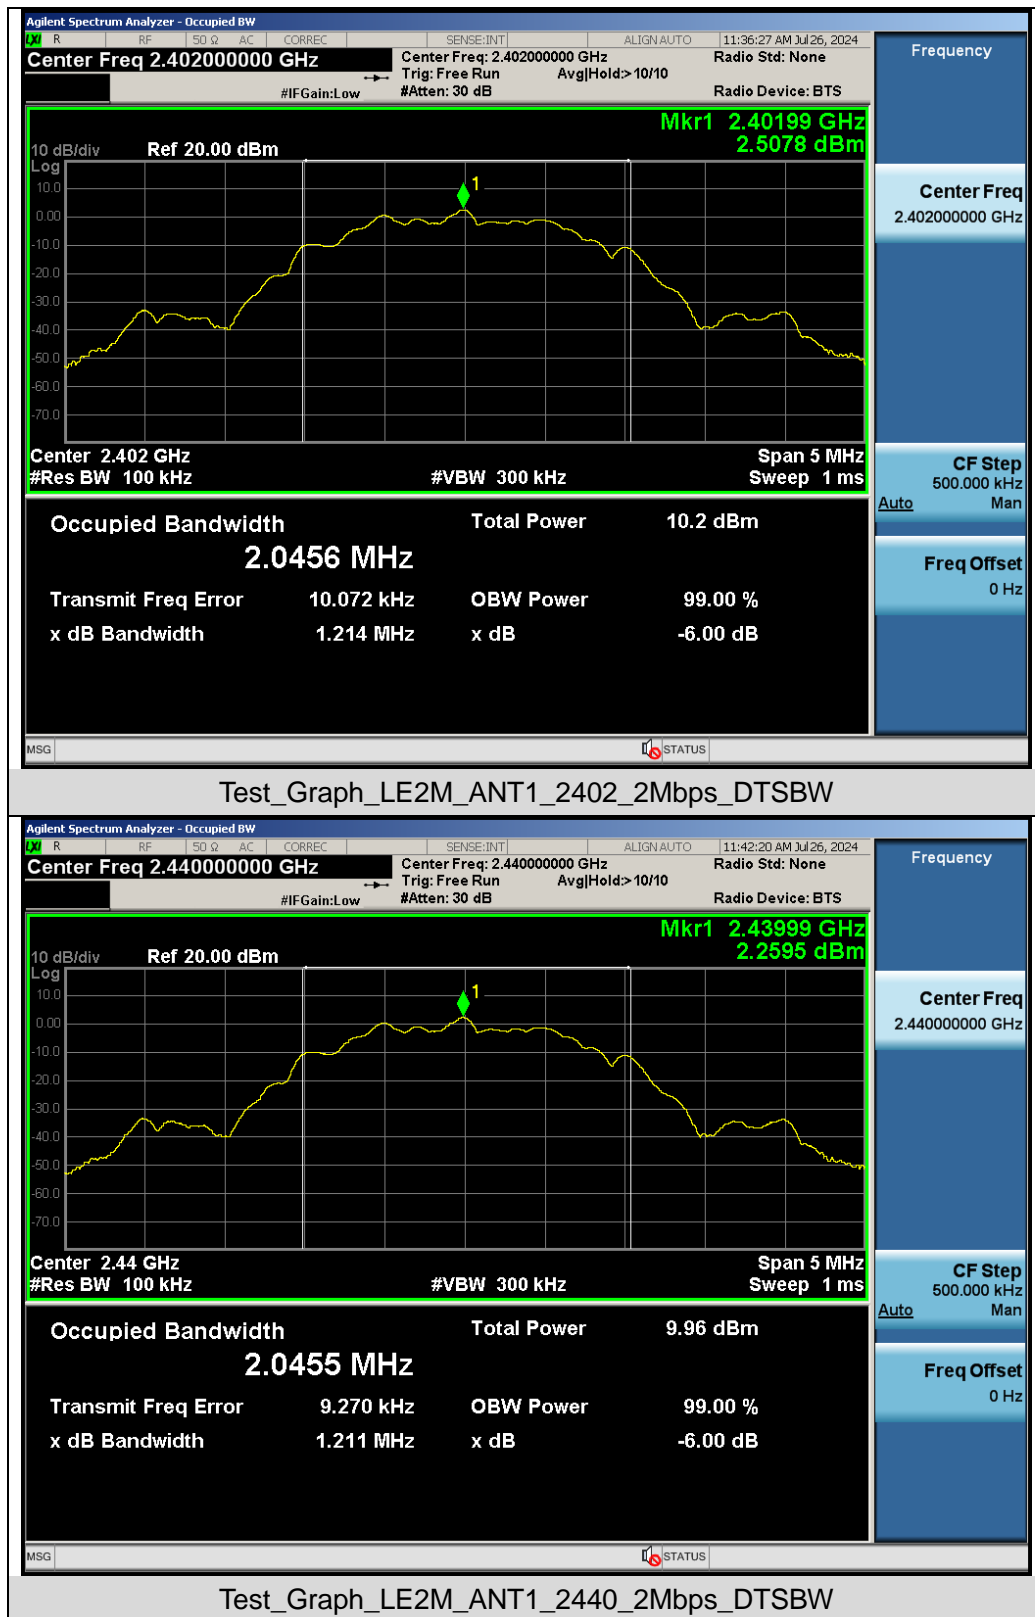 Agilent Spectrum Analyzer - Occupied BW
LXI R RF 50 Ω AC CORREC SENSE:INT ALIGN AUTO 11:36:27 AM Jul 26, 2024
Center Freq 2.402000000 GHz
Center Freq: 2.402000000 GHz
Radio Std: None
Trig: Free Run Avg|Hold:>10/10
#IFGain:Low
#Atten: 30 dB
Radio Device: BTS
Frequency
Mkr1 2.40199 GHz
2.5078 dBm
10 dB/div Ref 20.00 dBm
Log
1
10.0
0.00
-10.0
-20.0
-30.0
-40.0
-50.0
-60.0
-70.0
Center 2.402 GHz
Span 5 MHz
#Res BW 100 kHz
#VBW 300 kHz
Sweep 1 ms
Center Freq
2.402000000 GHz
CF Step
500.000 kHz
Auto Man
Freq Offset
0 Hz
Occupied Bandwidth
2.0456 MHz
Total Power 10.2 dBm
Transmit Freq Error 10.072 kHz OBW Power 99.00 %
x dB Bandwidth 1.214 MHz x dB -6.00 dB
MSG STATUS
Test_Graph_LE2M_ANT1_2402_2Mbps_DTSBW
Agilent Spectrum Analyzer - Occupied BW
LXI R RF 50 Ω AC CORREC SENSE:INT ALIGN AUTO 11:42:20 AM Jul 26, 2024
Center Freq 2.440000000 GHz
Center Freq: 2.440000000 GHz
Radio Std: None
Trig: Free Run Avg|Hold:>10/10
#IFGain:Low
#Atten: 30 dB
Radio Device: BTS
Frequency
Mkr1 2.43999 GHz
2.2595 dBm
10 dB/div Ref 20.00 dBm
Log
1
10.0
0.00
-10.0
-20.0
-30.0
-40.0
-50.0
-60.0
-70.0
Center 2.44 GHz
Span 5 MHz
#Res BW 100 kHz
#VBW 300 kHz
Sweep 1 ms
Center Freq
2.440000000 GHz
CF Step
500.000 kHz
Auto Man
Freq Offset
0 Hz
Occupied Bandwidth
2.0455 MHz
Total Power 9.96 dBm
Transmit Freq Error 9.270 kHz OBW Power 99.00 %
x dB Bandwidth 1.211 MHz x dB -6.00 dB
MSG STATUS
Test_Graph_LE2M_ANT1_2440_2Mbps_DTSBW